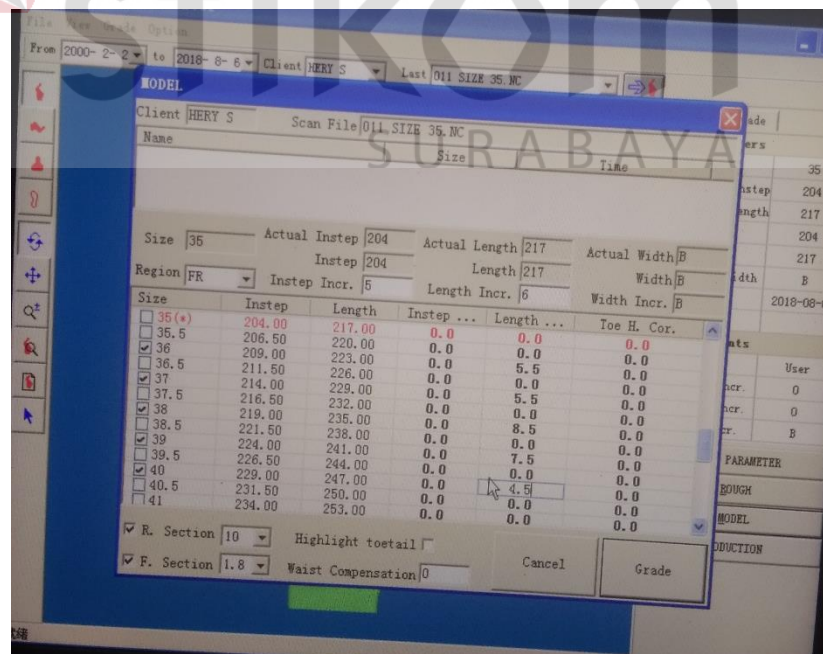 stikom
SURABAYA
File View Grade Option
From 2000- 2- 2 to 2018- 8- 6 Client HERY S Last 011 SIZE 35.NC
MODEL
Client HERY S Scan File 011 SIZE 35.NC
Name Size Time
Size 35 Actual Instep 204 Actual Length 217 Actual Width B
Instep 204 Length 217 Width B
Region FR Instep Incr. 5 Length Incr. 6 Width Incr. B
Size Instep Length Instep ... Length ... Toe H. Cor.
35(*) 204.00 217.00 0.0 0.0 0.0
35.5 206.50 220.00 0.0 0.0 0.0
36 209.00 223.00 0.0 5.5 0.0
36.5 211.50 226.00 0.0 0.0 0.0
37 214.00 229.00 0.0 5.5 0.0
37.5 216.50 232.00 0.0 0.0 0.0
38 219.00 235.00 0.0 8.5 0.0
38.5 221.50 238.00 0.0 0.0 0.0
39 224.00 241.00 0.0 7.5 0.0
39.5 226.50 244.00 0.0 0.0 0.0
40 229.00 247.00 0.0 4.5 0.0
40.5 231.50 250.00 0.0 0.0 0.0
41 234.00 253.00 0.0 0.0 0.0
R. Section 10 Highlight toetail
F. Section 1.8 Waist Compensation 0
Cancel Grade
ade
ers
35
nstep 204
ength 217
204
217
idth B
2018-08-
nts
User
ncr. 0
ncr. 0
cr. B
PARAMETER
ROUGH
MODEL
ODUCTION
就绪